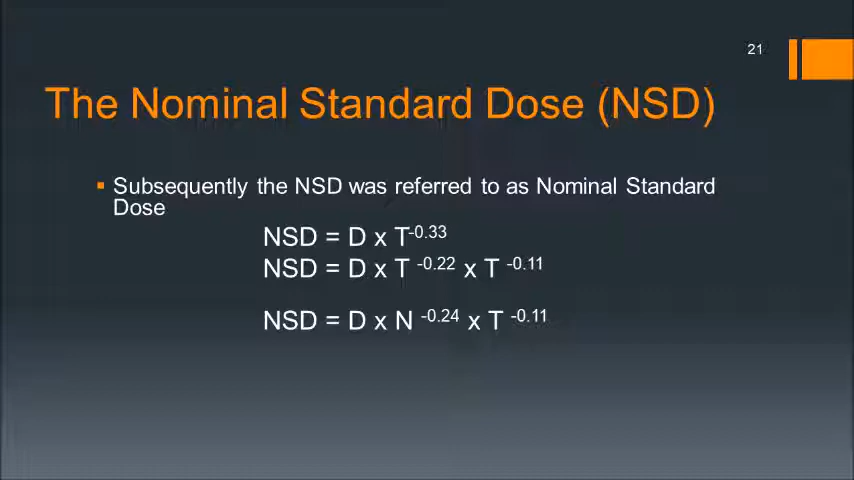 21
The Nominal Standard Dose (NSD)
Subsequently the NSD was referred to as Nominal Standard
Dose
NSD = D x T-0.33
NSD = D x T -0.22 x T -0.11
NSD = D x N -0.24 x T -0.11